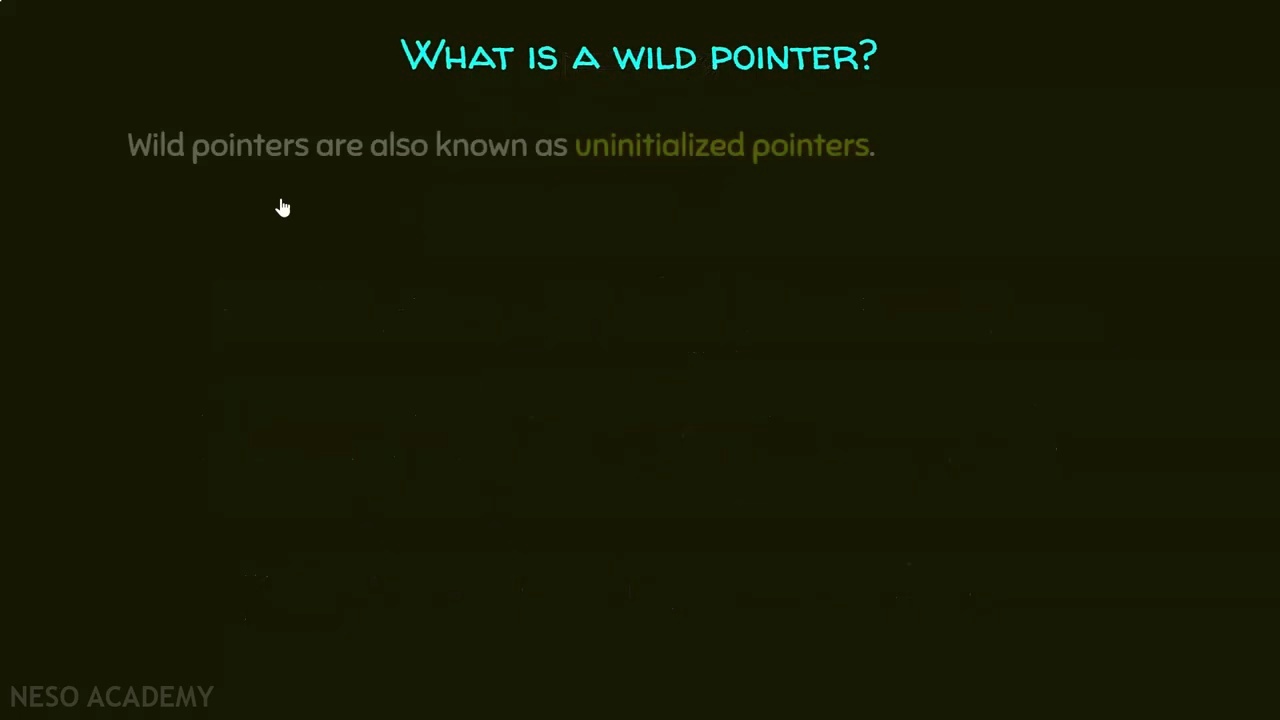 What is a wild pointer?
Wild pointers are also known as uninitialized pointers.
NESO ACADEMY